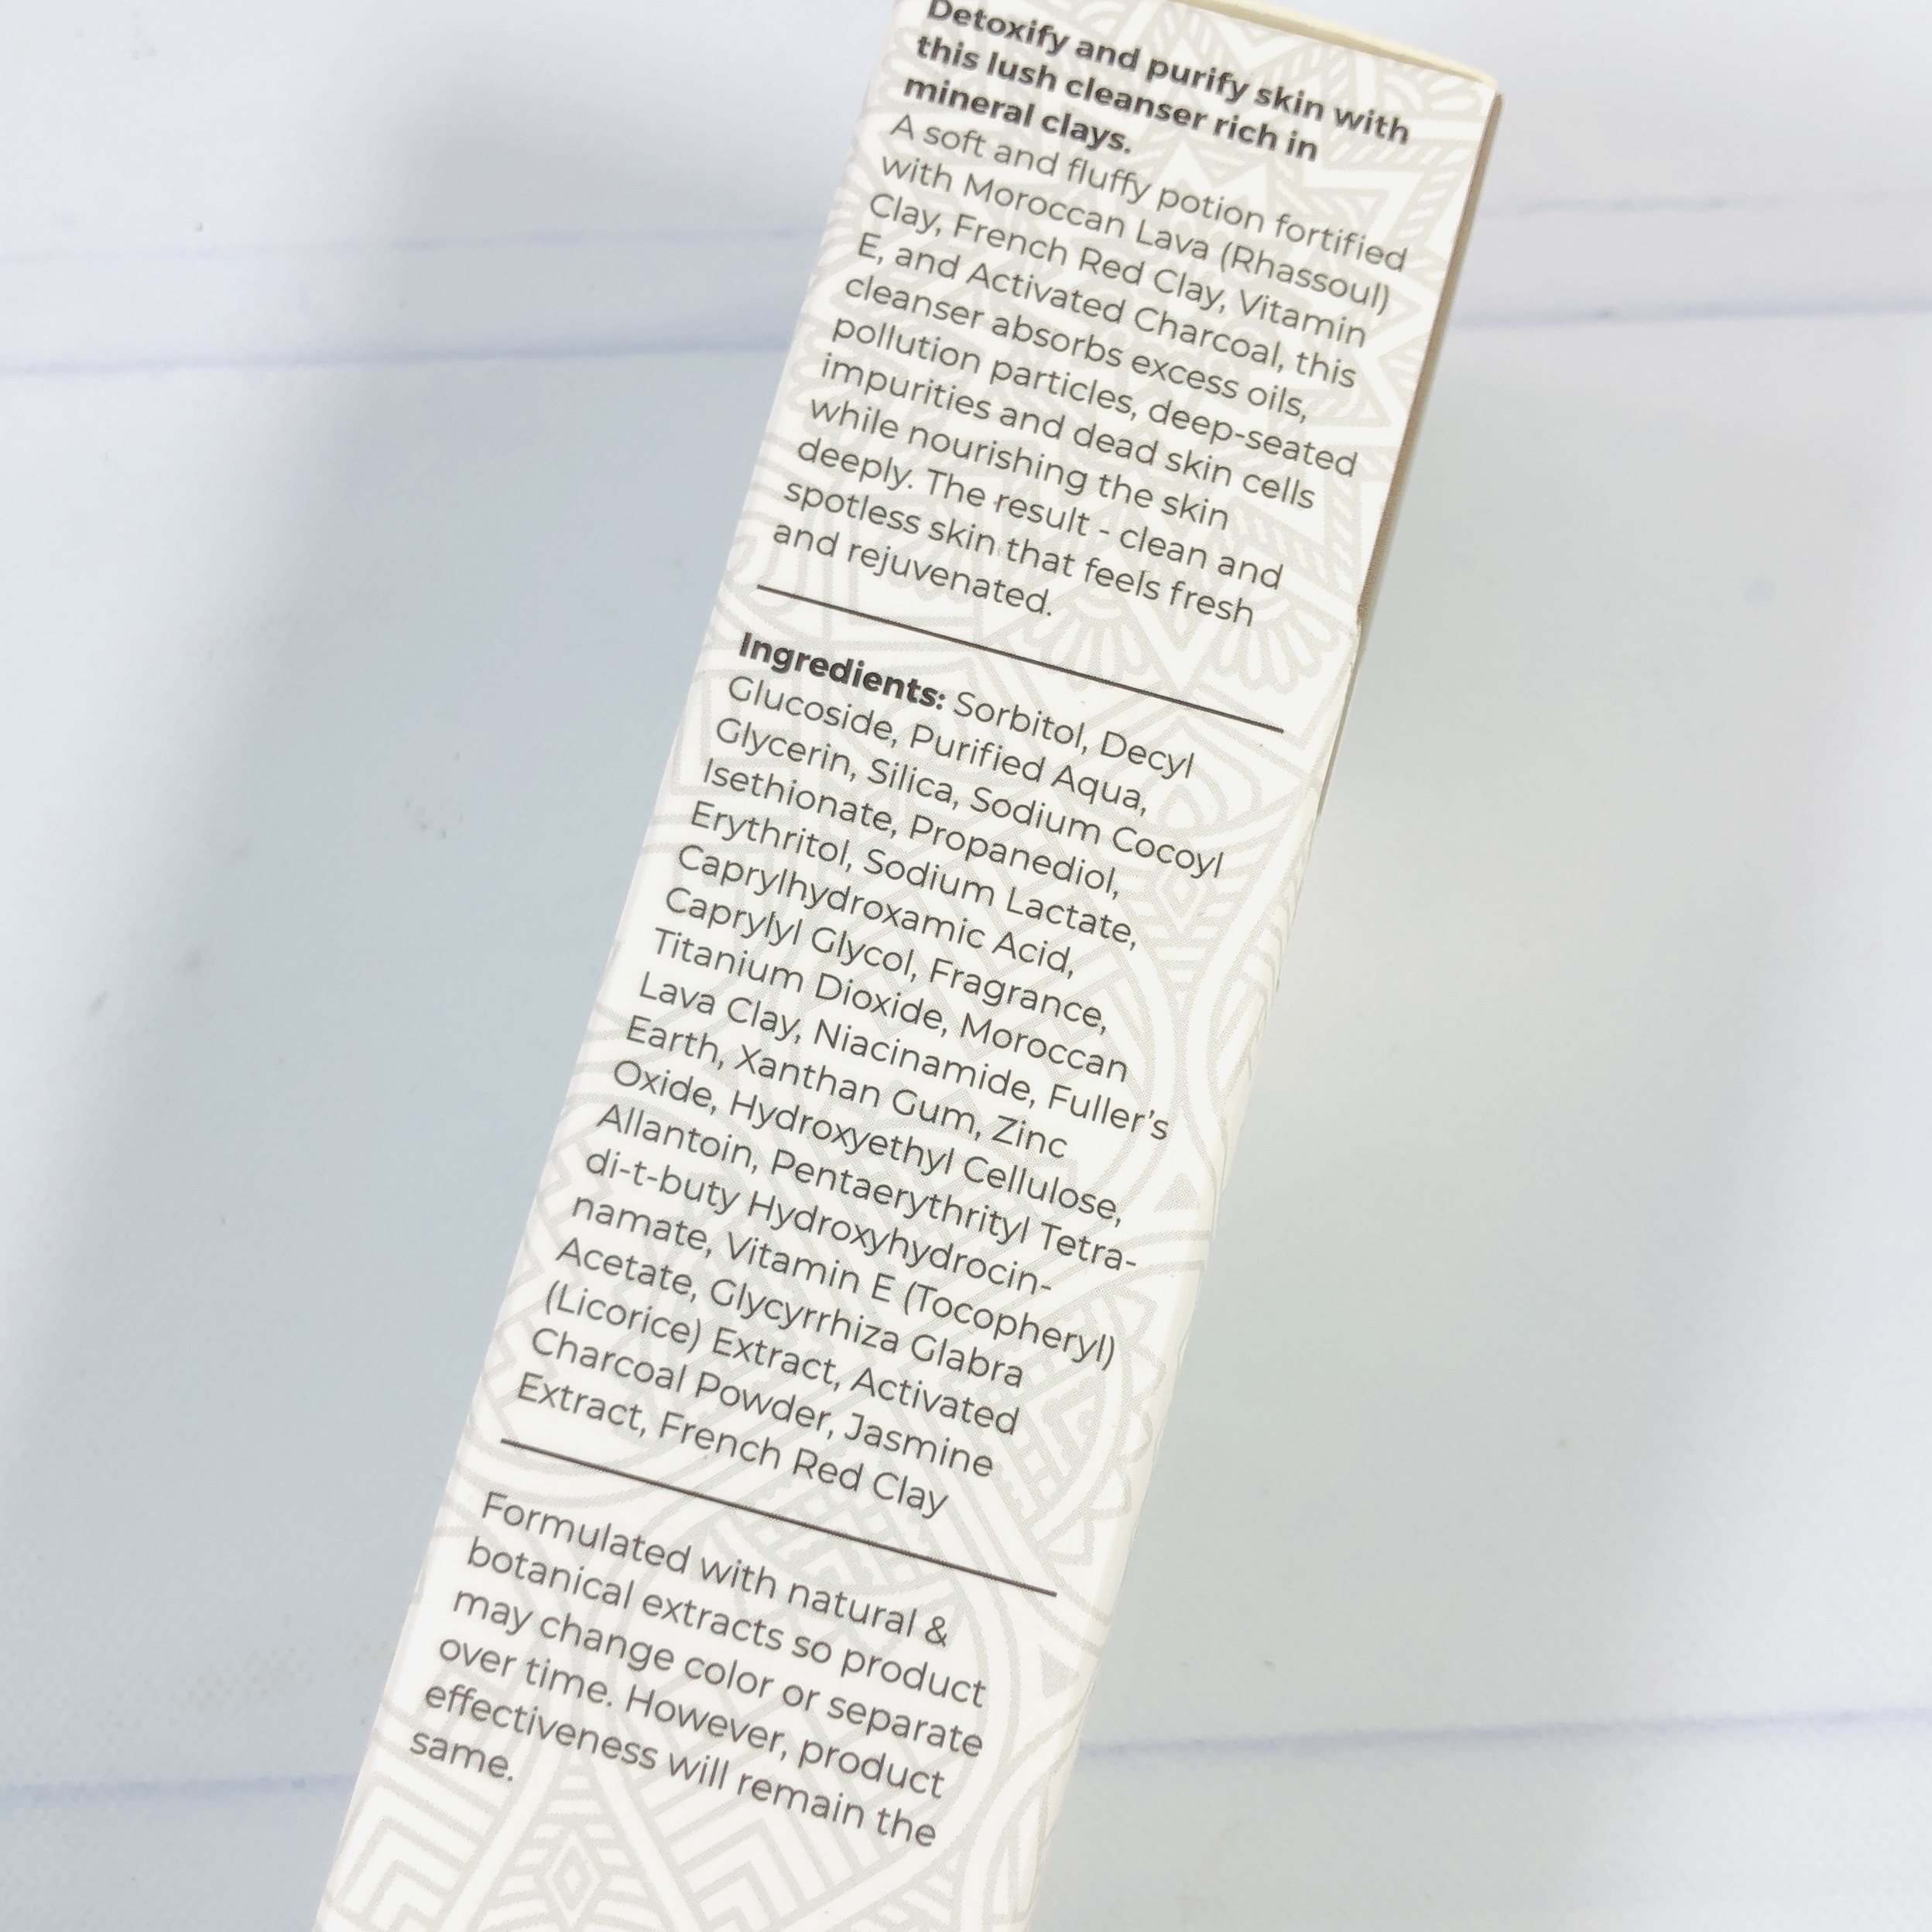 Detoxify and purify skin with
this lush cleanser rich in
mineral clays.
A soft and fluffy potion fortified
with Moroccan Lava (Rhassoul)
Clay, French Red Clay, Vitamin
E, and Activated Charcoal, this
cleanser absorbs excess oils,
pollution particles, deep-seated
impurities and dead skin cells
while nourishing the skin
deeply. The result - clean and
spotless skin that feels fresh
and rejuvenated.
Ingredients: Sorbitol, Decyl
Glucoside, Purified Aqua,
Glycerin, Silica, Sodium Cocoyl
Isethionate, Propanediol,
Erythritol, Sodium Lactate,
Caprylhydroxamic Acid,
Caprylyl Glycol, Fragrance,
Titanium Dioxide, Moroccan
Lava Clay, Niacinamide, Fuller's
Earth, Xanthan Gum, Zinc
Oxide, Hydroxyethyl Cellulose,
Allantoin, Pentaerythrityl Tetra-
di-t-buty Hydroxyhydrocin-
namate, Vitamin E (Tocopheryl)
Acetate, Glycyrrhiza Glabra
(Licorice) Extract, Activated
Charcoal Powder, Jasmine
Extract, French Red Clay
Formulated with natural &
botanical extracts so product
may change color or separate
over time. However, product
effectiveness will remain the
same.